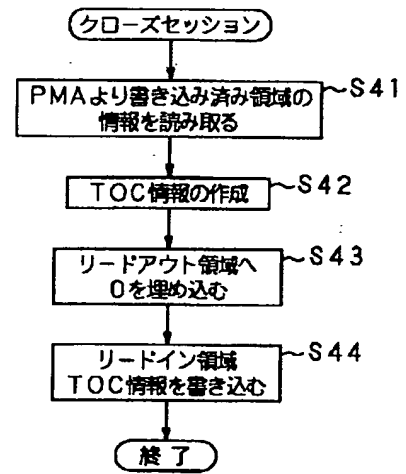 クローズセッション
PMAより書き込み済み領域の
情報を読み取る
S41
TOC情報の作成
S42
リードアウト領域へ
0を埋め込む
S43
リードイン領域
TOC情報を書き込む
S44
終了